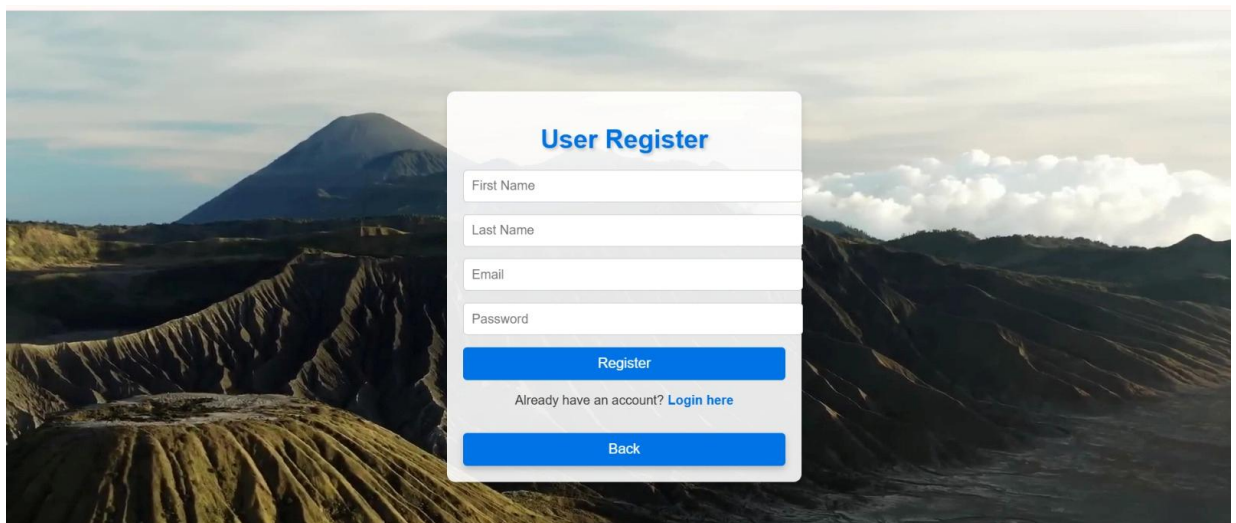 User Register
First Name
Last Name
Email
Password
Register
Already have an account? Login here
Back